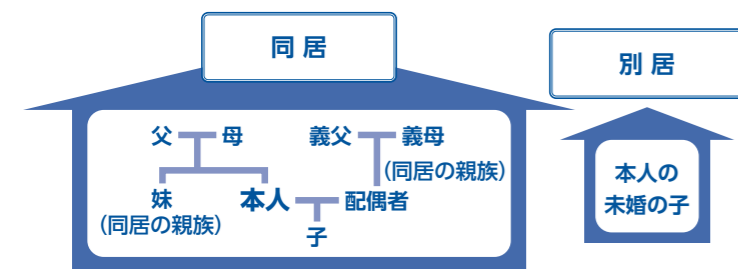 同居
別居
父 母 義父 義母
(同居の親族)
妹 本人 配偶者
(同居の親族)
子
本人の
未婚の子